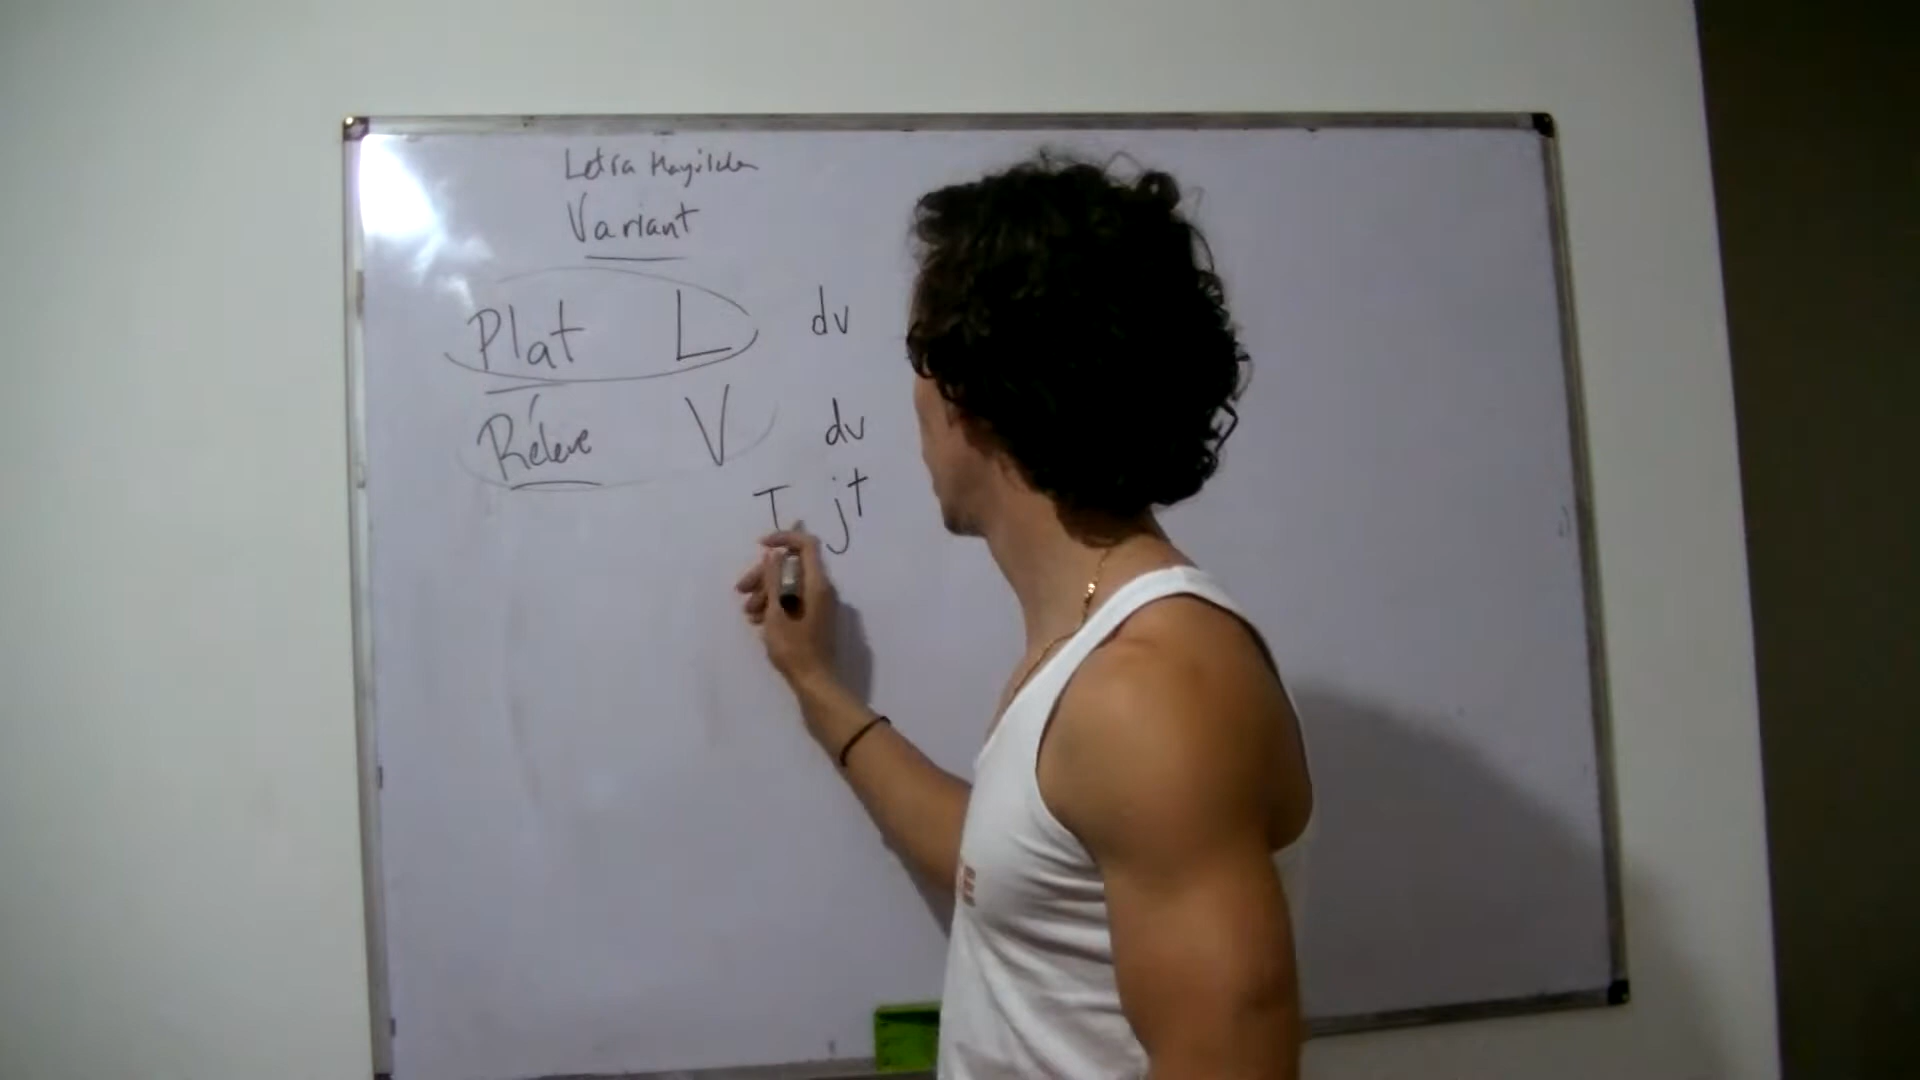 Letra Mayúscula
Variant
Plat L dv
Réleve V dv
T jt
E